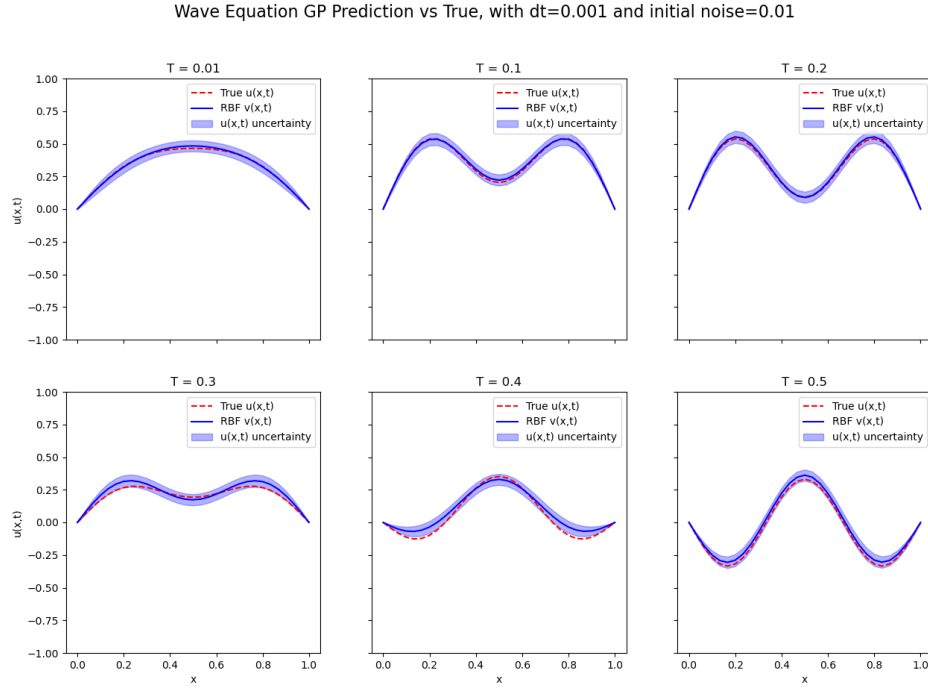 Wave Equation GP Prediction vs True, with dt=0.001 and initial noise=0.01
T = 0.01
T = 0.1
T = 0.2
1.00
0.75
0.50
0.25
0.00
−0.25
−0.50
−0.75
−1.00
u(x,t)
True u(x,t)
RBF v(x,t)
u(x,t) uncertainty
True u(x,t)
RBF v(x,t)
u(x,t) uncertainty
True u(x,t)
RBF v(x,t)
u(x,t) uncertainty
T = 0.3
T = 0.4
T = 0.5
1.00
0.75
0.50
0.25
0.00
−0.25
−0.50
−0.75
−1.00
u(x,t)
True u(x,t)
RBF v(x,t)
u(x,t) uncertainty
True u(x,t)
RBF v(x,t)
u(x,t) uncertainty
True u(x,t)
RBF v(x,t)
u(x,t) uncertainty
0.0 0.2 0.4 0.6 0.8 1.0
0.0 0.2 0.4 0.6 0.8 1.0
0.0 0.2 0.4 0.6 0.8 1.0
x
x
x